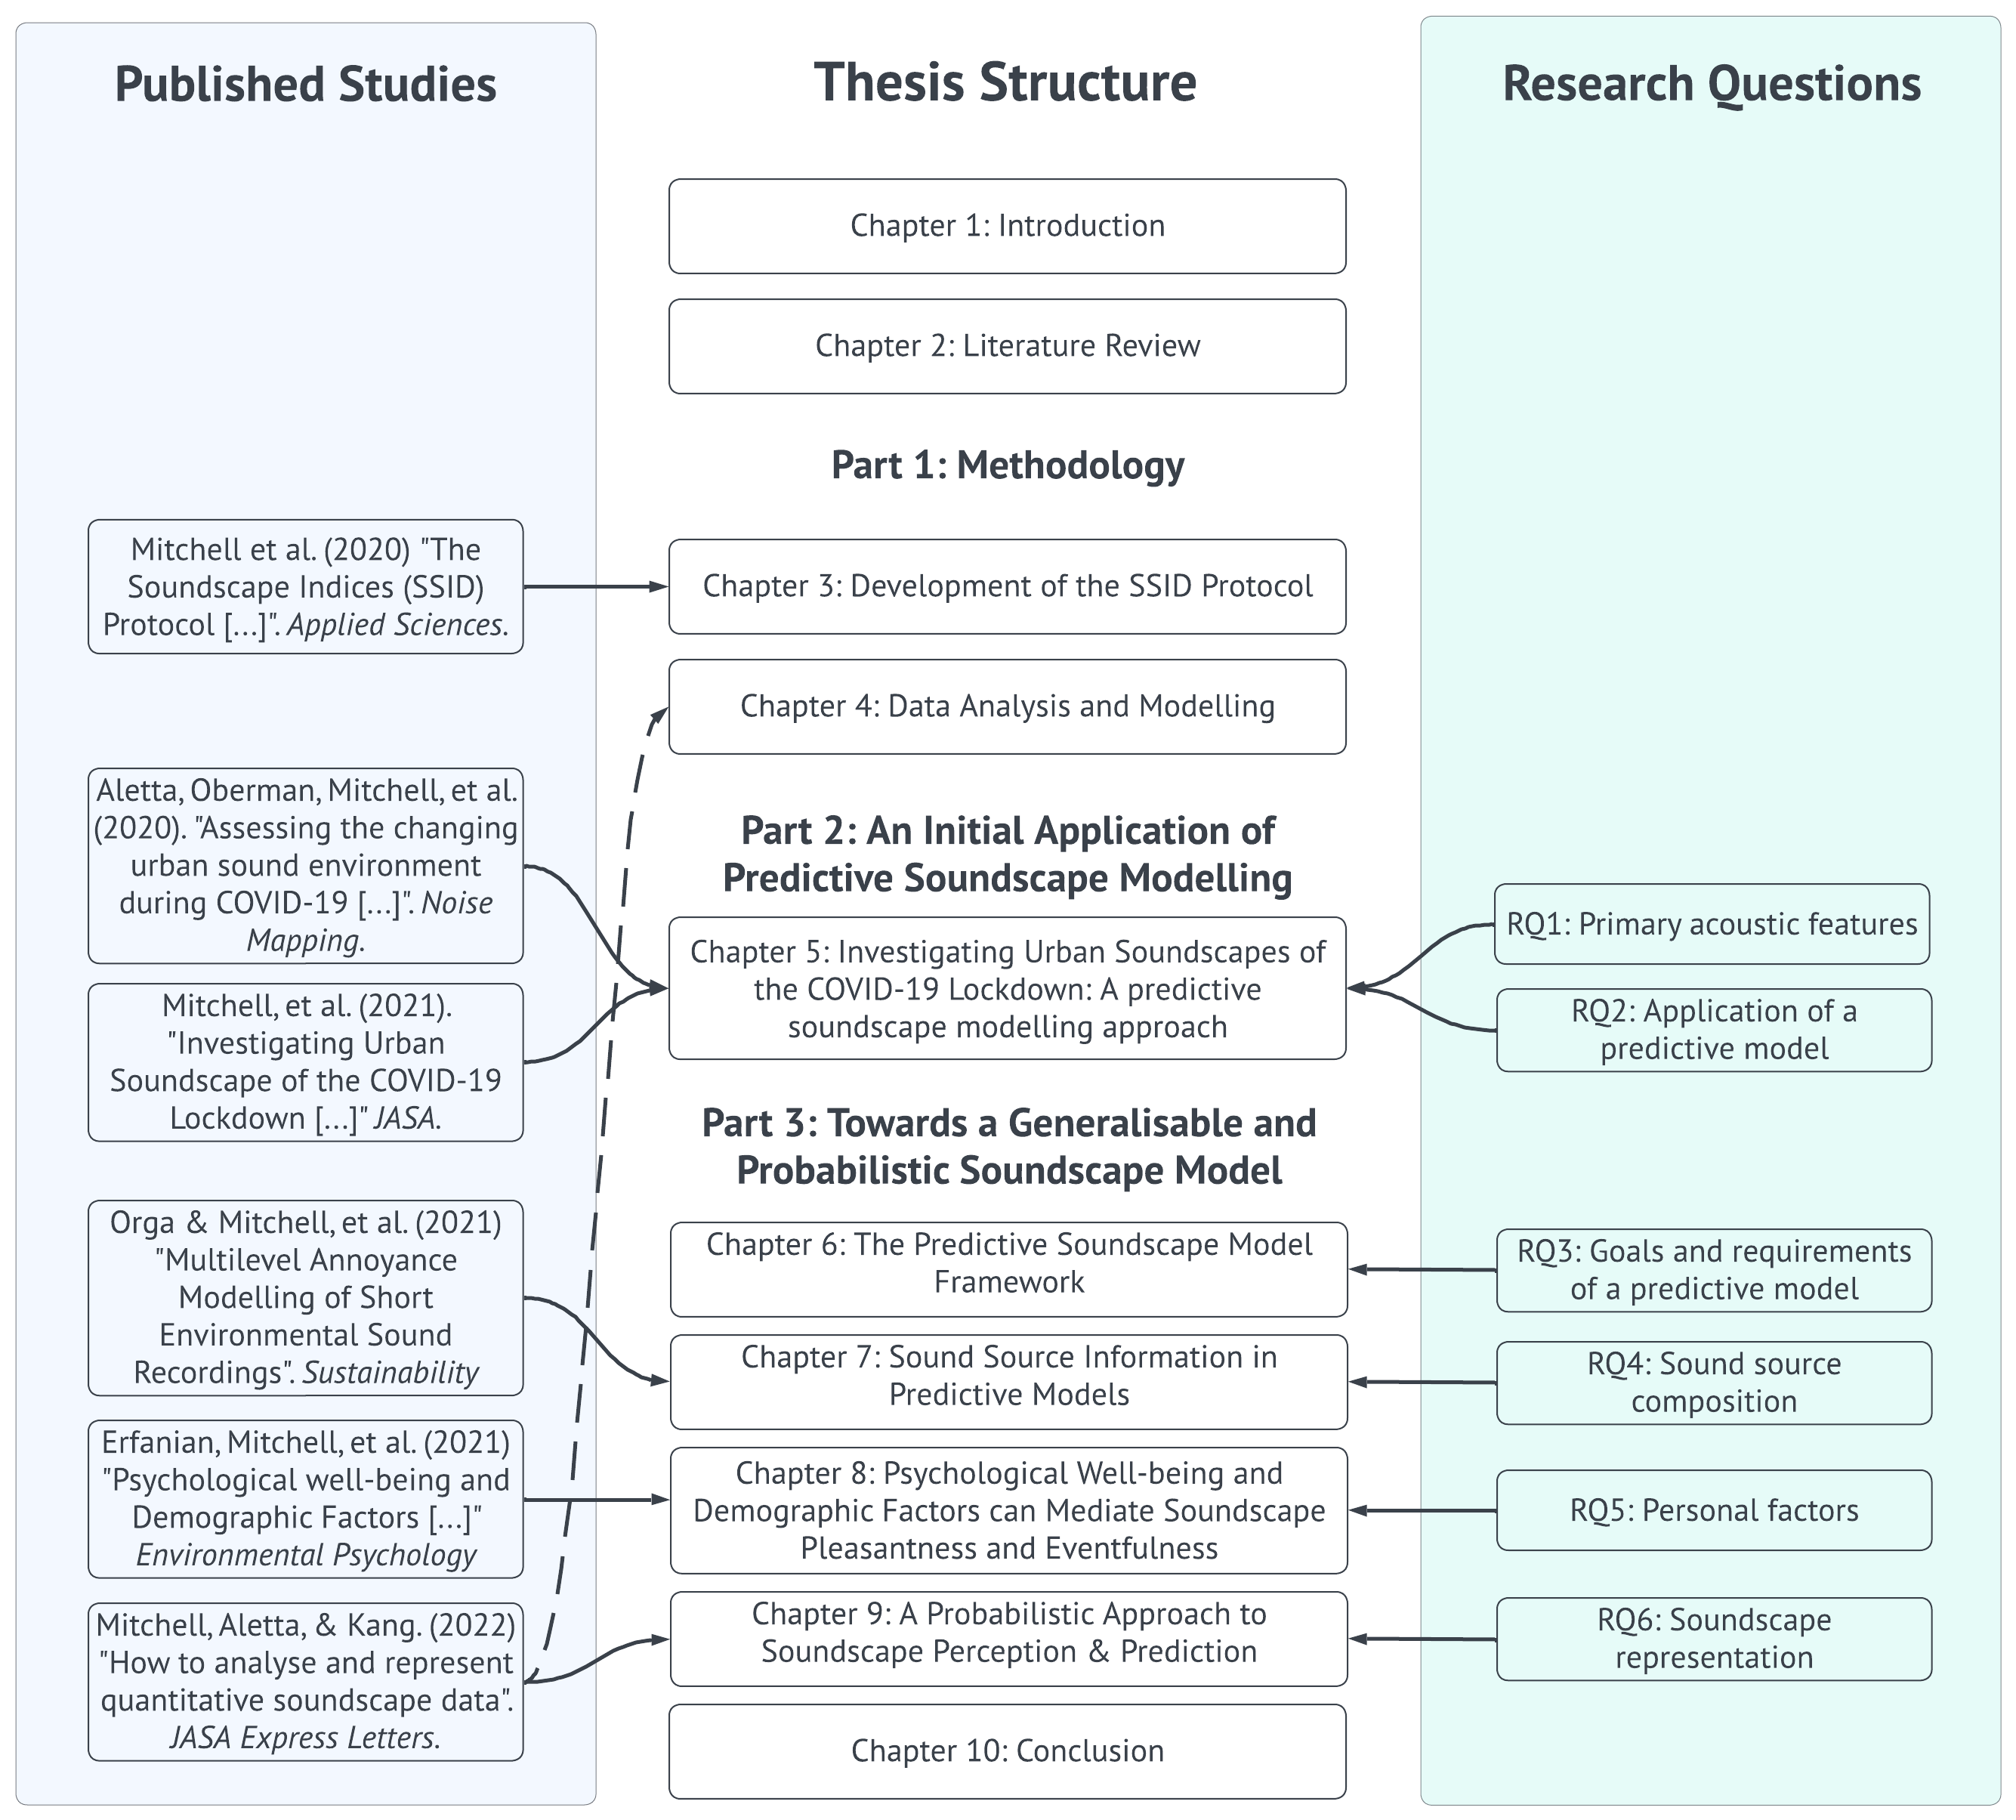 Published Studies
Mitchell et al. (2020) "The
Soundscape Indices (SSID)
Protocol [...]". Applied Sciences.
Aletta, Oberman, Mitchell, et al.
(2020). "Assessing the changing
urban sound environment
during COVID-19 [...]". Noise
Mapping.
Mitchell, et al. (2021).
"Investigating Urban
Soundscape of the COVID-19
Lockdown [...]" JASA.
Orga & Mitchell, et al. (2021)
"Multilevel Annoyance
Modelling of Short
Environmental Sound
Recordings". Sustainability
Erfanian, Mitchell, et al. (2021)
"Psychological well-being and
Demographic Factors [...]"
Environmental Psychology
Mitchell, Aletta, & Kang. (2022)
"How to analyse and represent
quantitative soundscape data".
JASA Express Letters.
Thesis Structure
Chapter 1: Introduction
Chapter 2: Literature Review
Part 1: Methodology
Chapter 3: Development of the SSID Protocol
Chapter 4: Data Analysis and Modelling
Part 2: An Initial Application of
Predictive Soundscape Modelling
Chapter 5: Investigating Urban Soundscapes of
the COVID-19 Lockdown: A predictive
soundscape modelling approach
Part 3: Towards a Generalisable and
Probabilistic Soundscape Model
Chapter 6: The Predictive Soundscape Model
Framework
Chapter 7: Sound Source Information in
Predictive Models
Chapter 8: Psychological Well-being and
Demographic Factors can Mediate Soundscape
Pleasantness and Eventfulness
Chapter 9: A Probabilistic Approach to
Soundscape Perception & Prediction
Chapter 10: Conclusion
Research Questions
RQ1: Primary acoustic features
RQ2: Application of a
predictive model
RQ3: Goals and requirements
of a predictive model
RQ4: Sound source
composition
RQ5: Personal factors
RQ6: Soundscape
representation